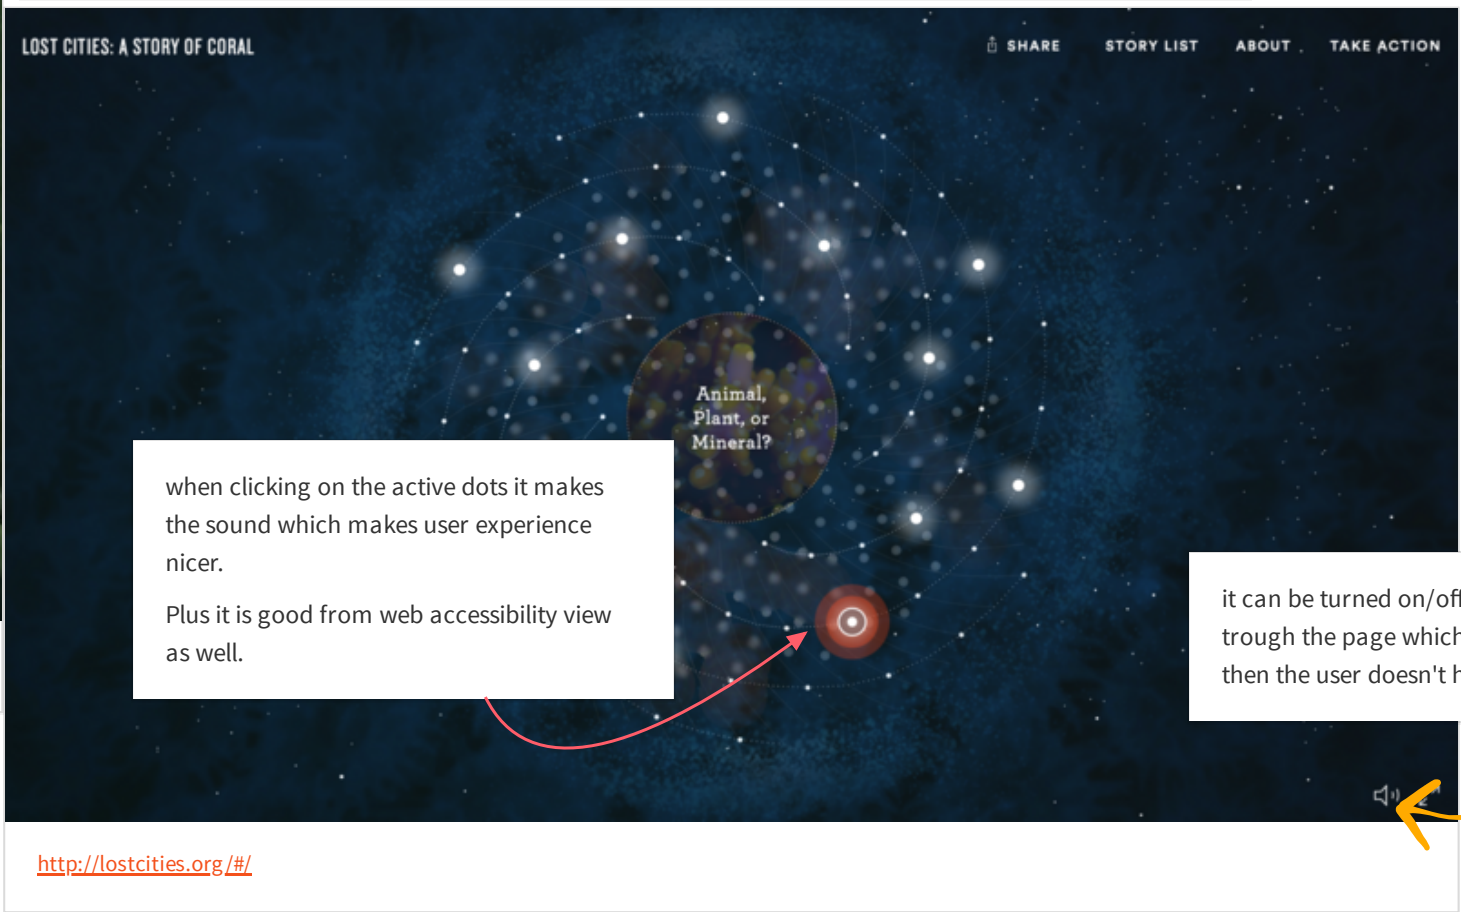 LOST CITIES: A STORY OF CORAL
SHARE
STORY LIST
ABOUT
TAKE ACTION
Animal,
Plant, or
Mineral?
when clicking on the active dots it makes
the sound which makes user experience
nicer.
Plus it is good from web accessibility view
as well.
it can be turned on/off
trough the page which
then the user doesn't h
http://lostcities.org/#/